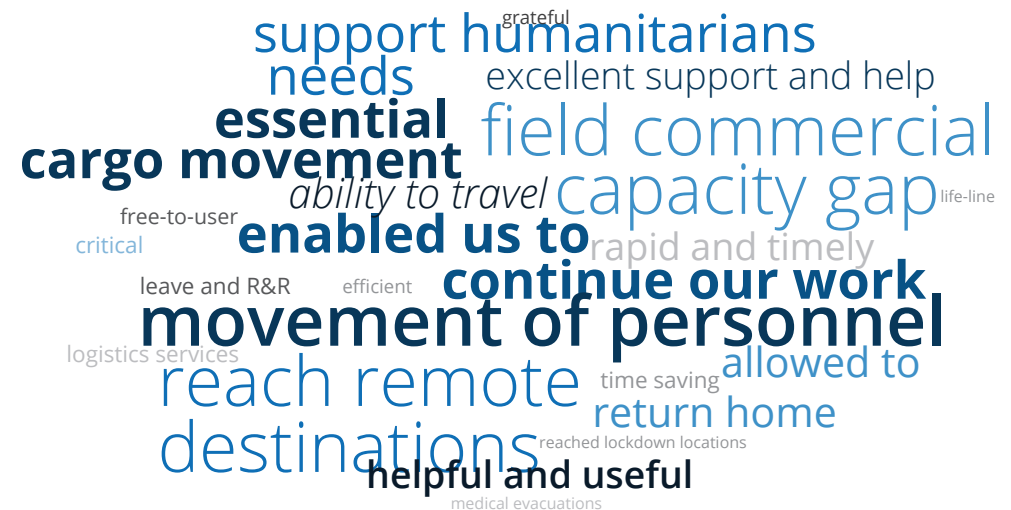 grateful
support humanitarians
needs
excellent support and help
essential
field commercial
cargo movement
ability to travel
capacity gap
life-line
free-to-user
enabled us to
critical
rapid and timely
leave and R&R
efficient
continue our work
movement of personnel
logistics services
reach remote
time saving
allowed to
return home
destinations
reached lockdown locations
helpful and useful
medical evacuations